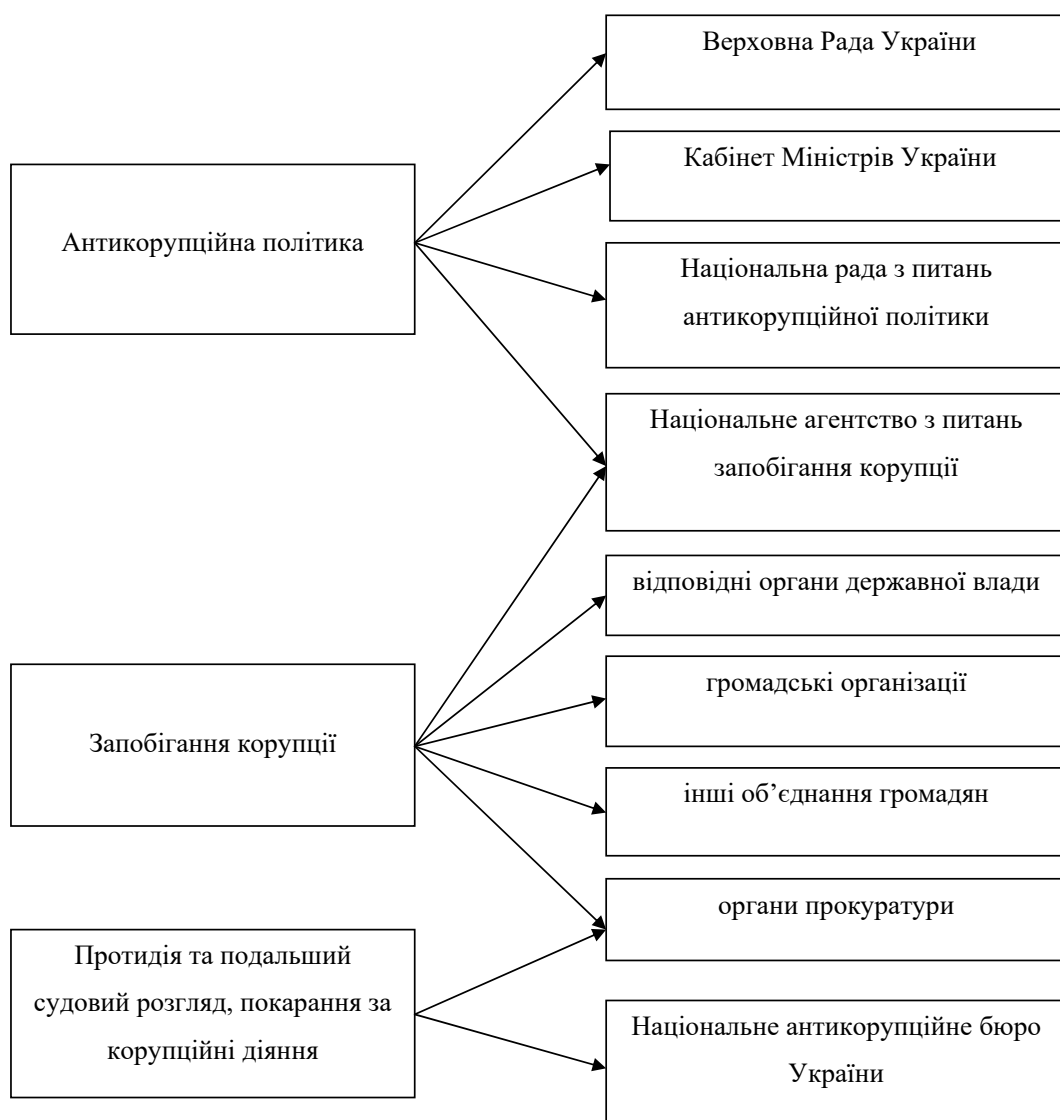 Верховна Рада України
Кабінет Міністрів України
Антикорупційна політика
Національна рада з питань
антикорупційної політики
Національне агентство з питань
запобігання корупції
відповідні органи державної влади
громадські організації
Запобігання корупції
інші об’єднання громадян
органи прокуратури
Протидія та подальший
судовий розгляд, покарання за
корупційні діяння
Національне антикорупційне бюро
України